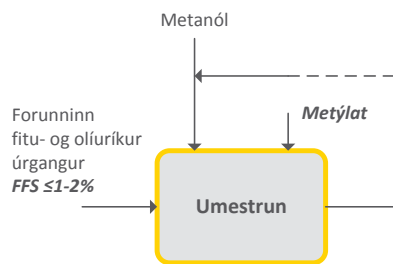 Metanól
Metýlat
Forunninn
fitu- og olíuríkur
úrgangur
FFS ≤1-2%
Umestrun